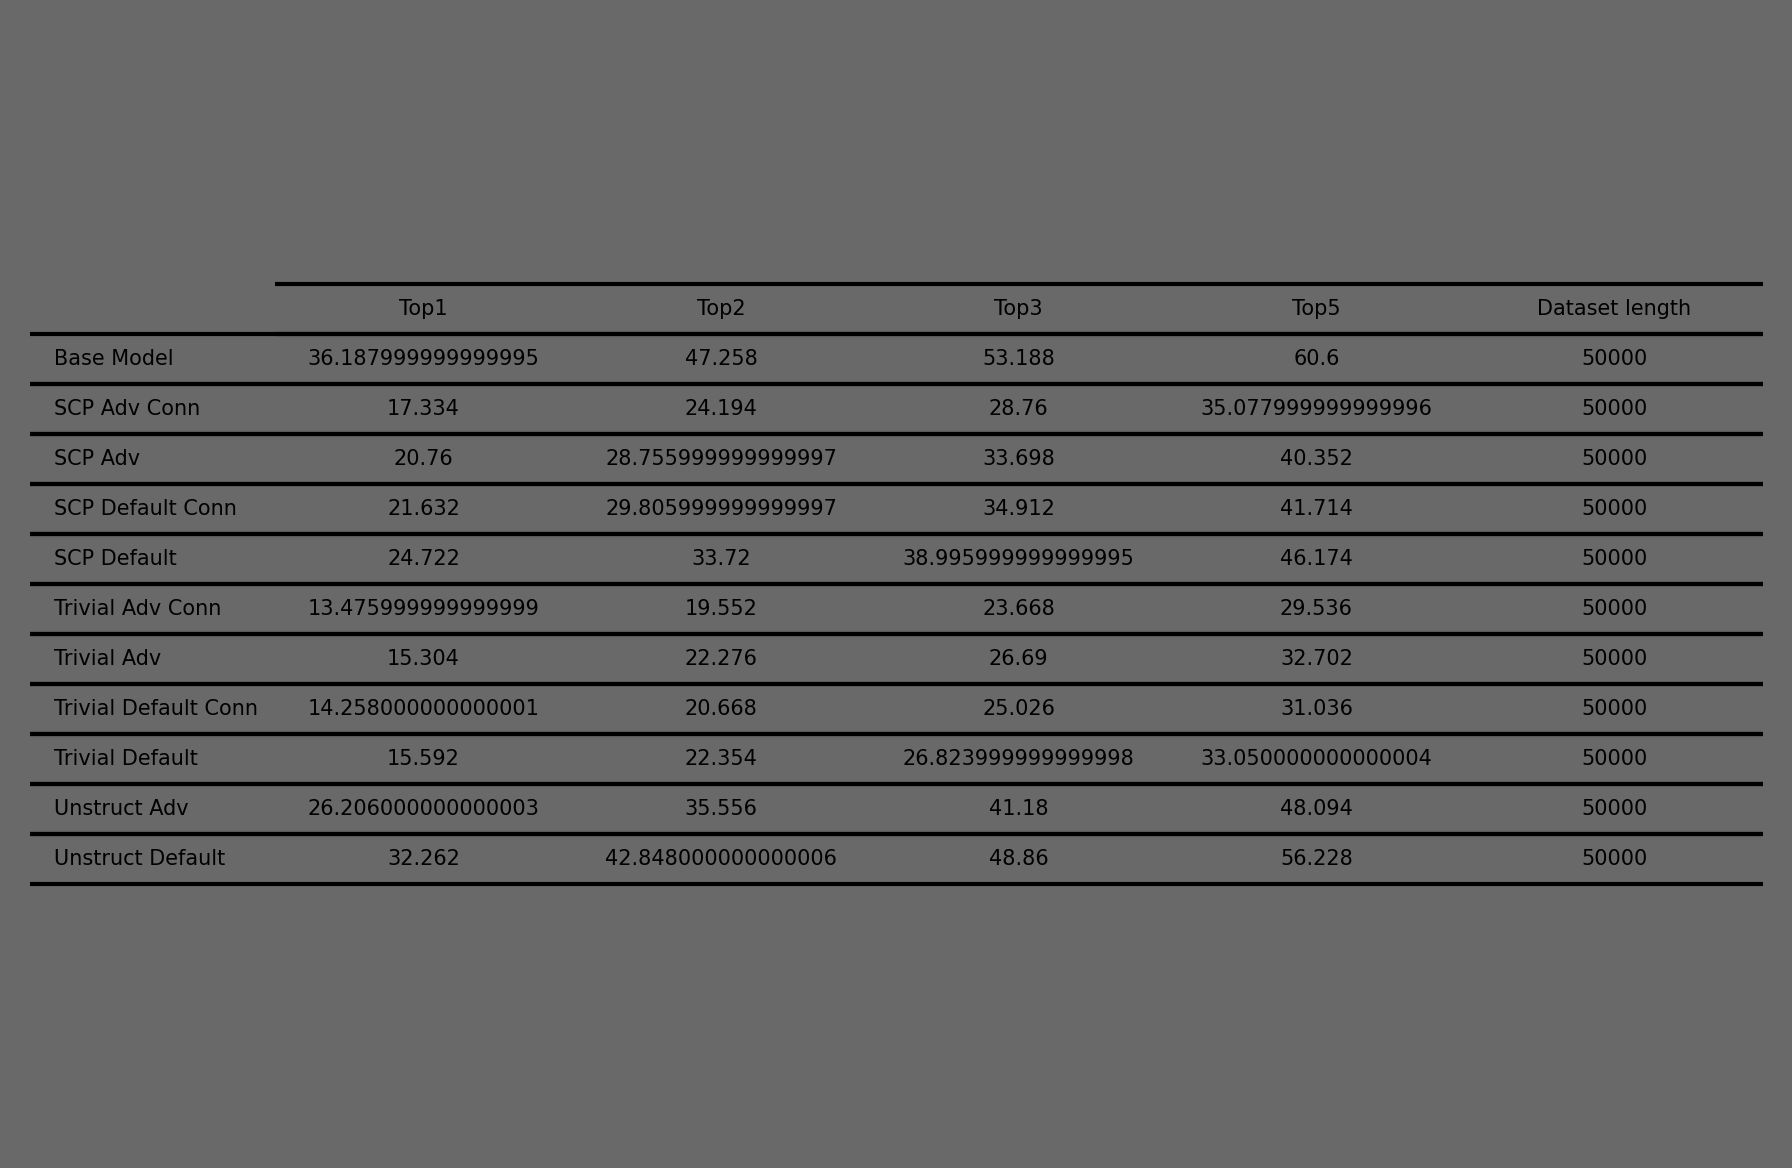 Top1 Top2 Top3 Top5 Dataset length
Base Model 36.187999999999995 47.258 53.188 60.6 50000
SCP Adv Conn 17.334 24.194 28.76 35.077999999999996 50000
SCP Adv 20.76 28.755999999999997 33.698 40.352 50000
SCP Default Conn 21.632 29.805999999999997 34.912 41.714 50000
SCP Default 24.722 33.72 38.995999999999995 46.174 50000
Trivial Adv Conn 13.475999999999999 19.552 23.668 29.536 50000
Trivial Adv 15.304 22.276 26.69 32.702 50000
Trivial Default Conn 14.258000000000001 20.668 25.026 31.036 50000
Trivial Default 15.592 22.354 26.823999999999998 33.050000000000004 50000
Unstruct Adv 26.206000000000003 35.556 41.18 48.094 50000
Unstruct Default 32.262 42.848000000000006 48.86 56.228 50000